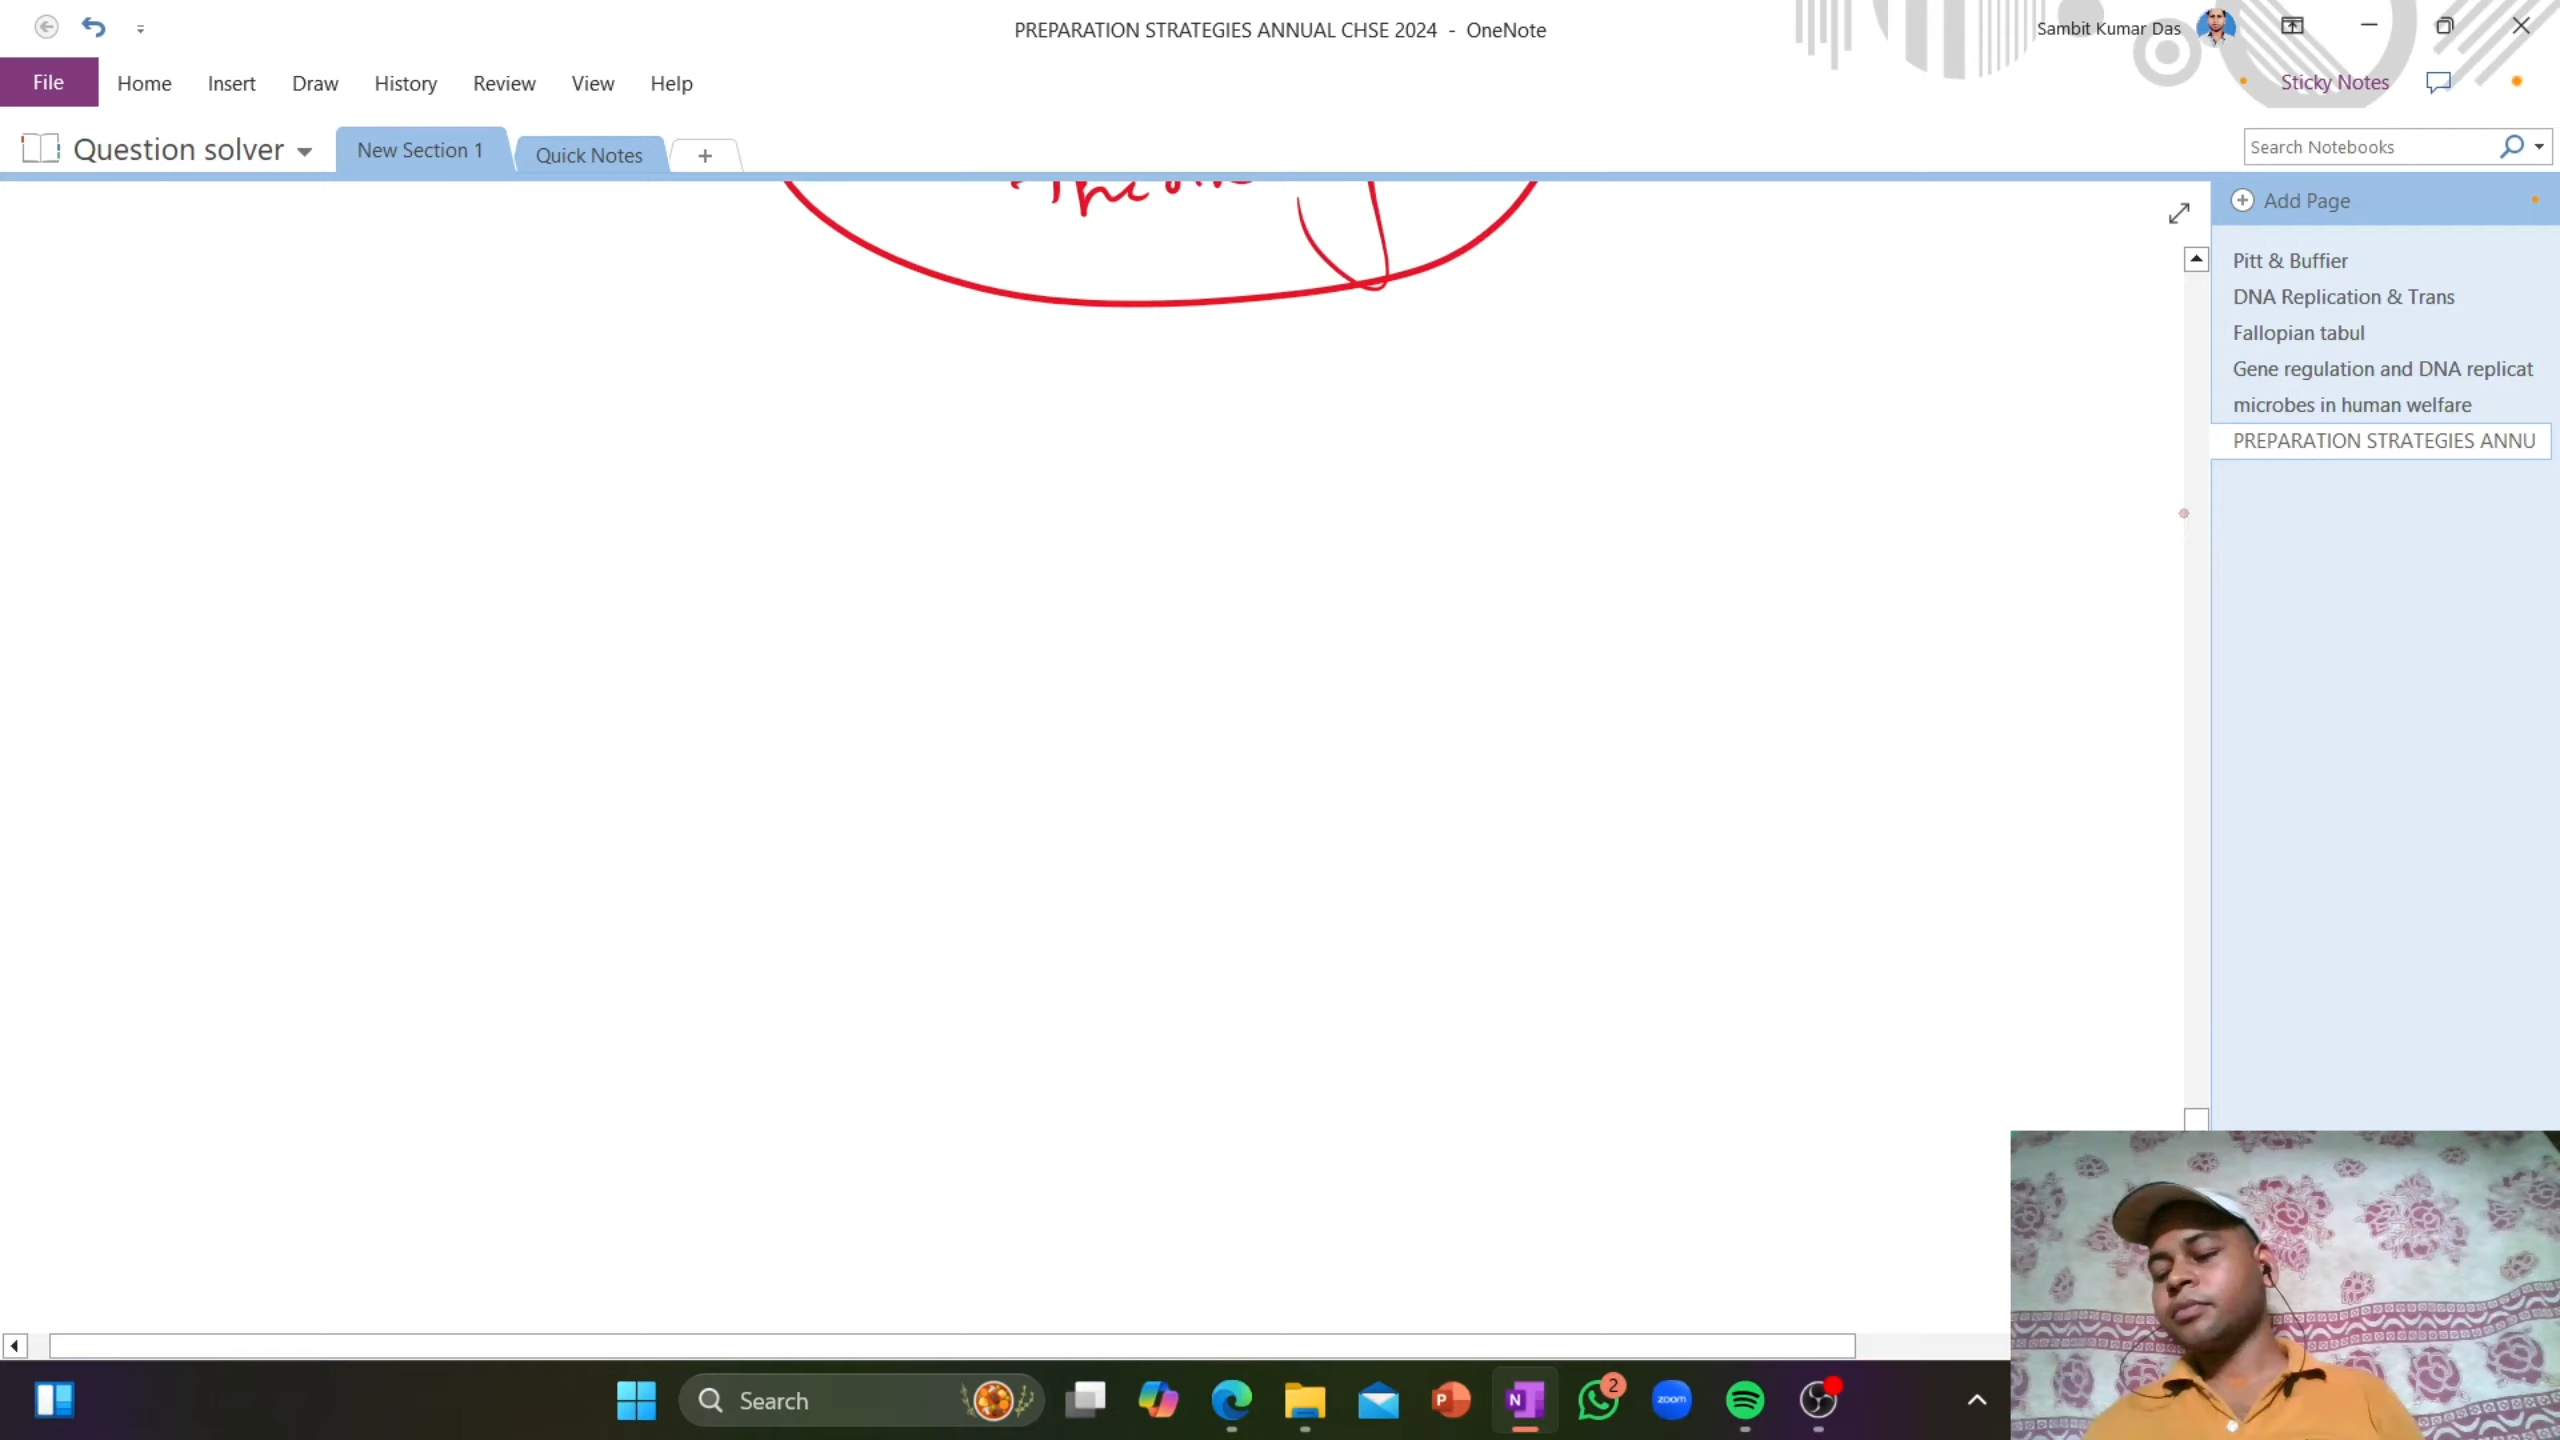 PREPARATION STRATEGIES ANNUAL CHSE 2024 - OneNote
Sambit Kumar Das
File Home Insert Draw History Review View Help
Sticky Notes
Question solver
New Section 1
Quick Notes
Search Notebooks
Add Page
Pitt & Buffier
DNA Replication & Trans
Fallopian tabul
Gene regulation and DNA replicat
microbes in human welfare
PREPARATION STRATEGIES ANNU
Search
P
N
2
zoom